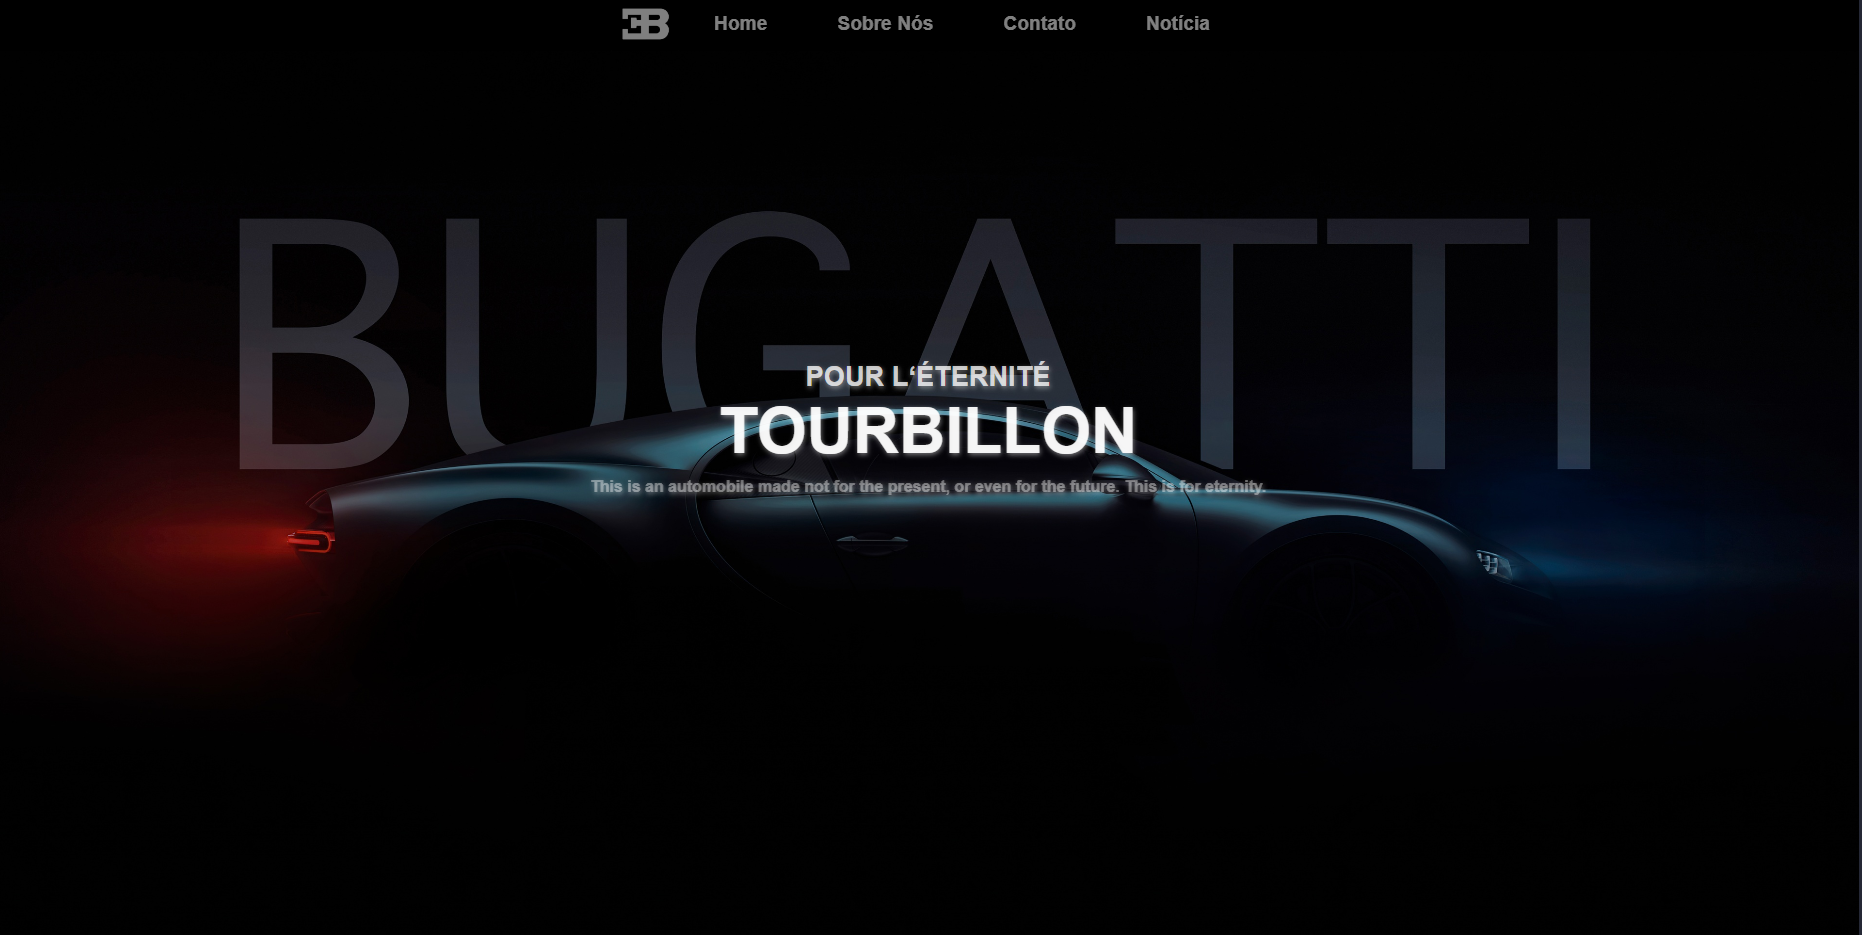 EB
Home Sobre Nós Contato Notícia
BUGATTI
POUR L‘ÉTERNITÉ
TOURBILLON
This is an automobile made not for the present, or even for the future. This is for eternity.